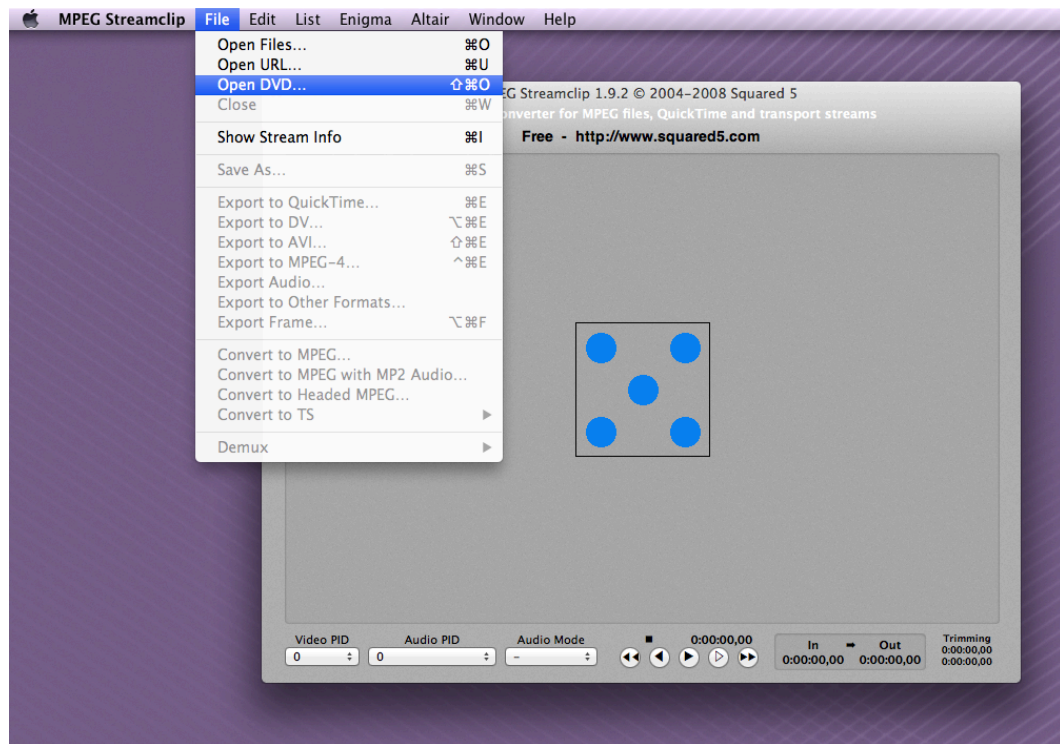 MPEG Streamclip File Edit List Enigma Altair Window Help
Open Files... ⌘O
Open URL... ⌘U
Open DVD... ⇧⌘O
Close ⌘W
Show Stream Info ⌘I
Save As... ⌘S
Export to QuickTime... ⌘E
Export to DV... ⌥⌘E
Export to AVI... ⇧⌘E
Export to MPEG-4... ^⌘E
Export Audio...
Export to Other Formats...
Export Frame... ⌥⌘F
Convert to MPEG...
Convert to MPEG with MP2 Audio...
Convert to Headed MPEG...
Convert to TS
Demux
Streamclip 1.9.2 © 2004-2008 Squared 5
for MPEG files, QuickTime and transport streams
Free - http://www.squared5.com
Video PID Audio PID Audio Mode 0:00:00,00 In Out Trimming
0 0 - 0:00:00,00 0:00:00,00 0:00:00,00
0:00:00,00